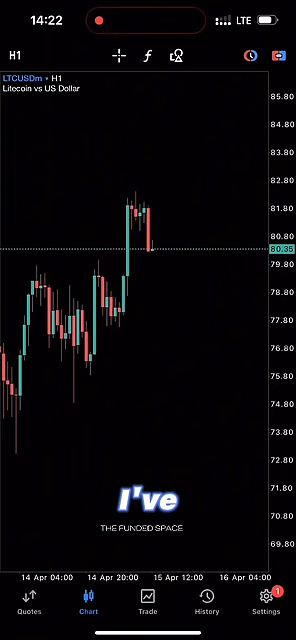 14:22
LTE
H1
LTCUSDm • H1
Litecoin vs US Dollar
85.80
84.80
83.80
82.80
81.80
80.80
80.35
79.80
78.80
77.80
76.80
75.80
74.80
73.80
72.80
71.80
70.80
69.80
I've
THE FUNDED SPACE
14 Apr 04:00 14 Apr 20:00 15 Apr 12:00 16 Apr 04:00
1
Quotes Chart Trade History Settings